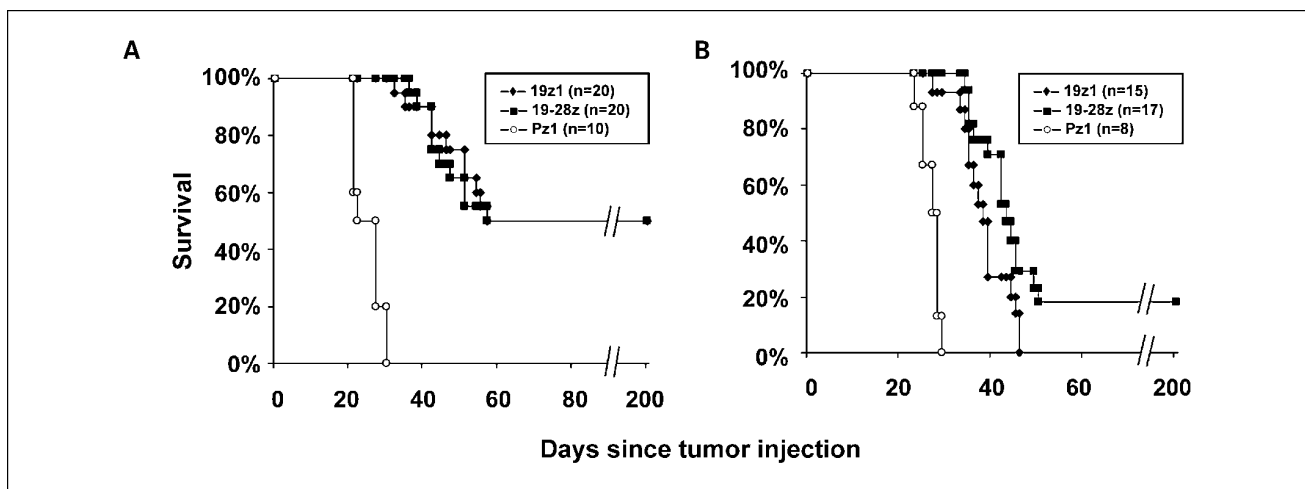 A
100%
80%
60%
40%
20%
0%
Survival
19z1 (n=20)
19-28z (n=20)
Pz1 (n=10)
0 20 40 60 80 200
B
100%
80%
60%
40%
20%
0%
19z1 (n=15)
19-28z (n=17)
Pz1 (n=8)
0 20 40 60 200
Days since tumor injection